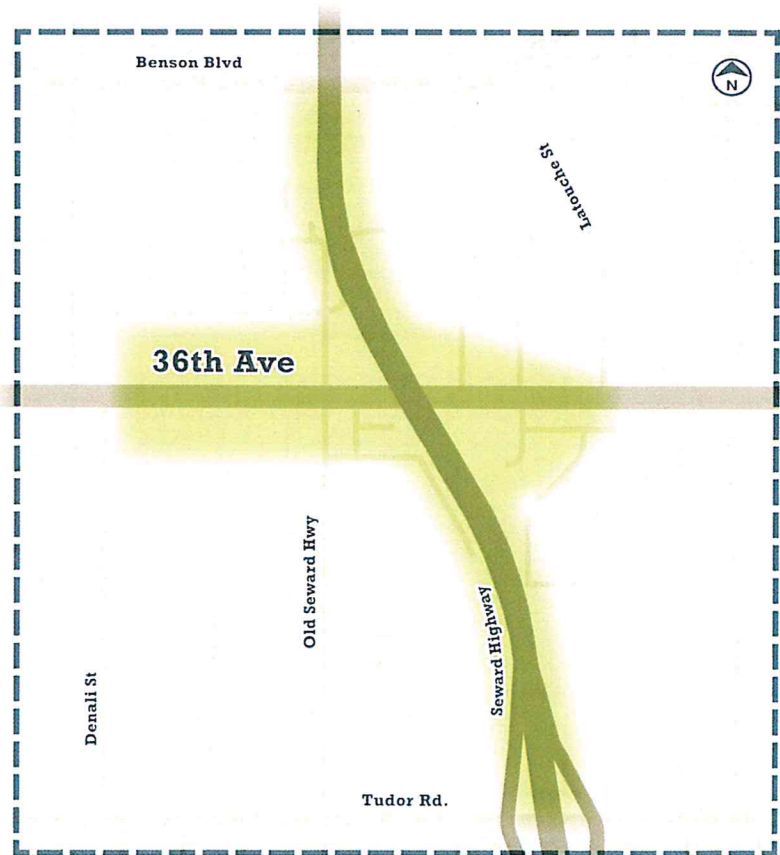 Benson Blvd
N
Latouche St
36th Ave
Old Seward Hwy
Seward Highway
Denali St
Tudor Rd.